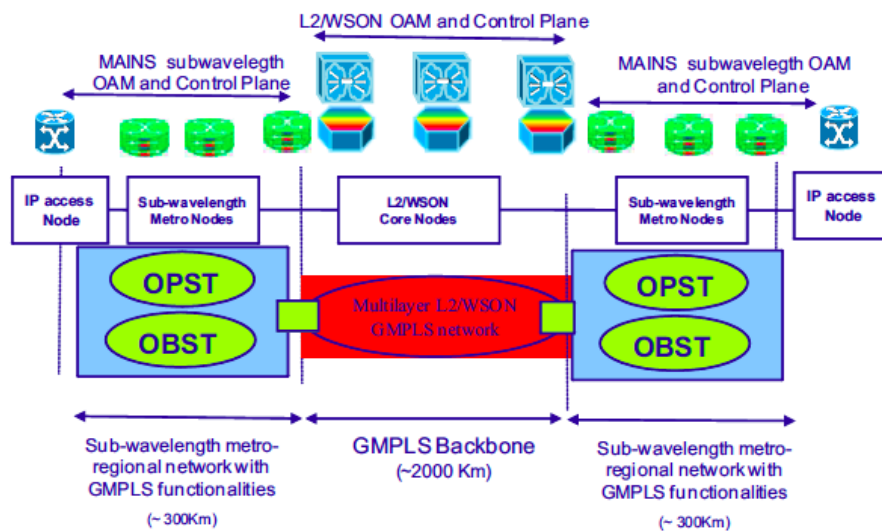 L2/WSON OAM and Control Plane
MAINS subwavelegth
OAM and Control Plane
MAINS subwavelegth OAM
and Control Plane
IP access
Node
Sub-wavelength
Metro Nodes
L2/WSON
Core Nodes
Sub-wavelength
Metro Nodes
IP access
Node
OPST
OBST
Multilayer L2/WSON
GMPLS network
OPST
OBST
Sub-wavelength metro-
regional network with
GMPLS functionalities
(~ 300Km)
GMPLS Backbone
(~2000 Km)
Sub-wavelength metro-
regional network with
GMPLS functionalities
(~ 300Km)